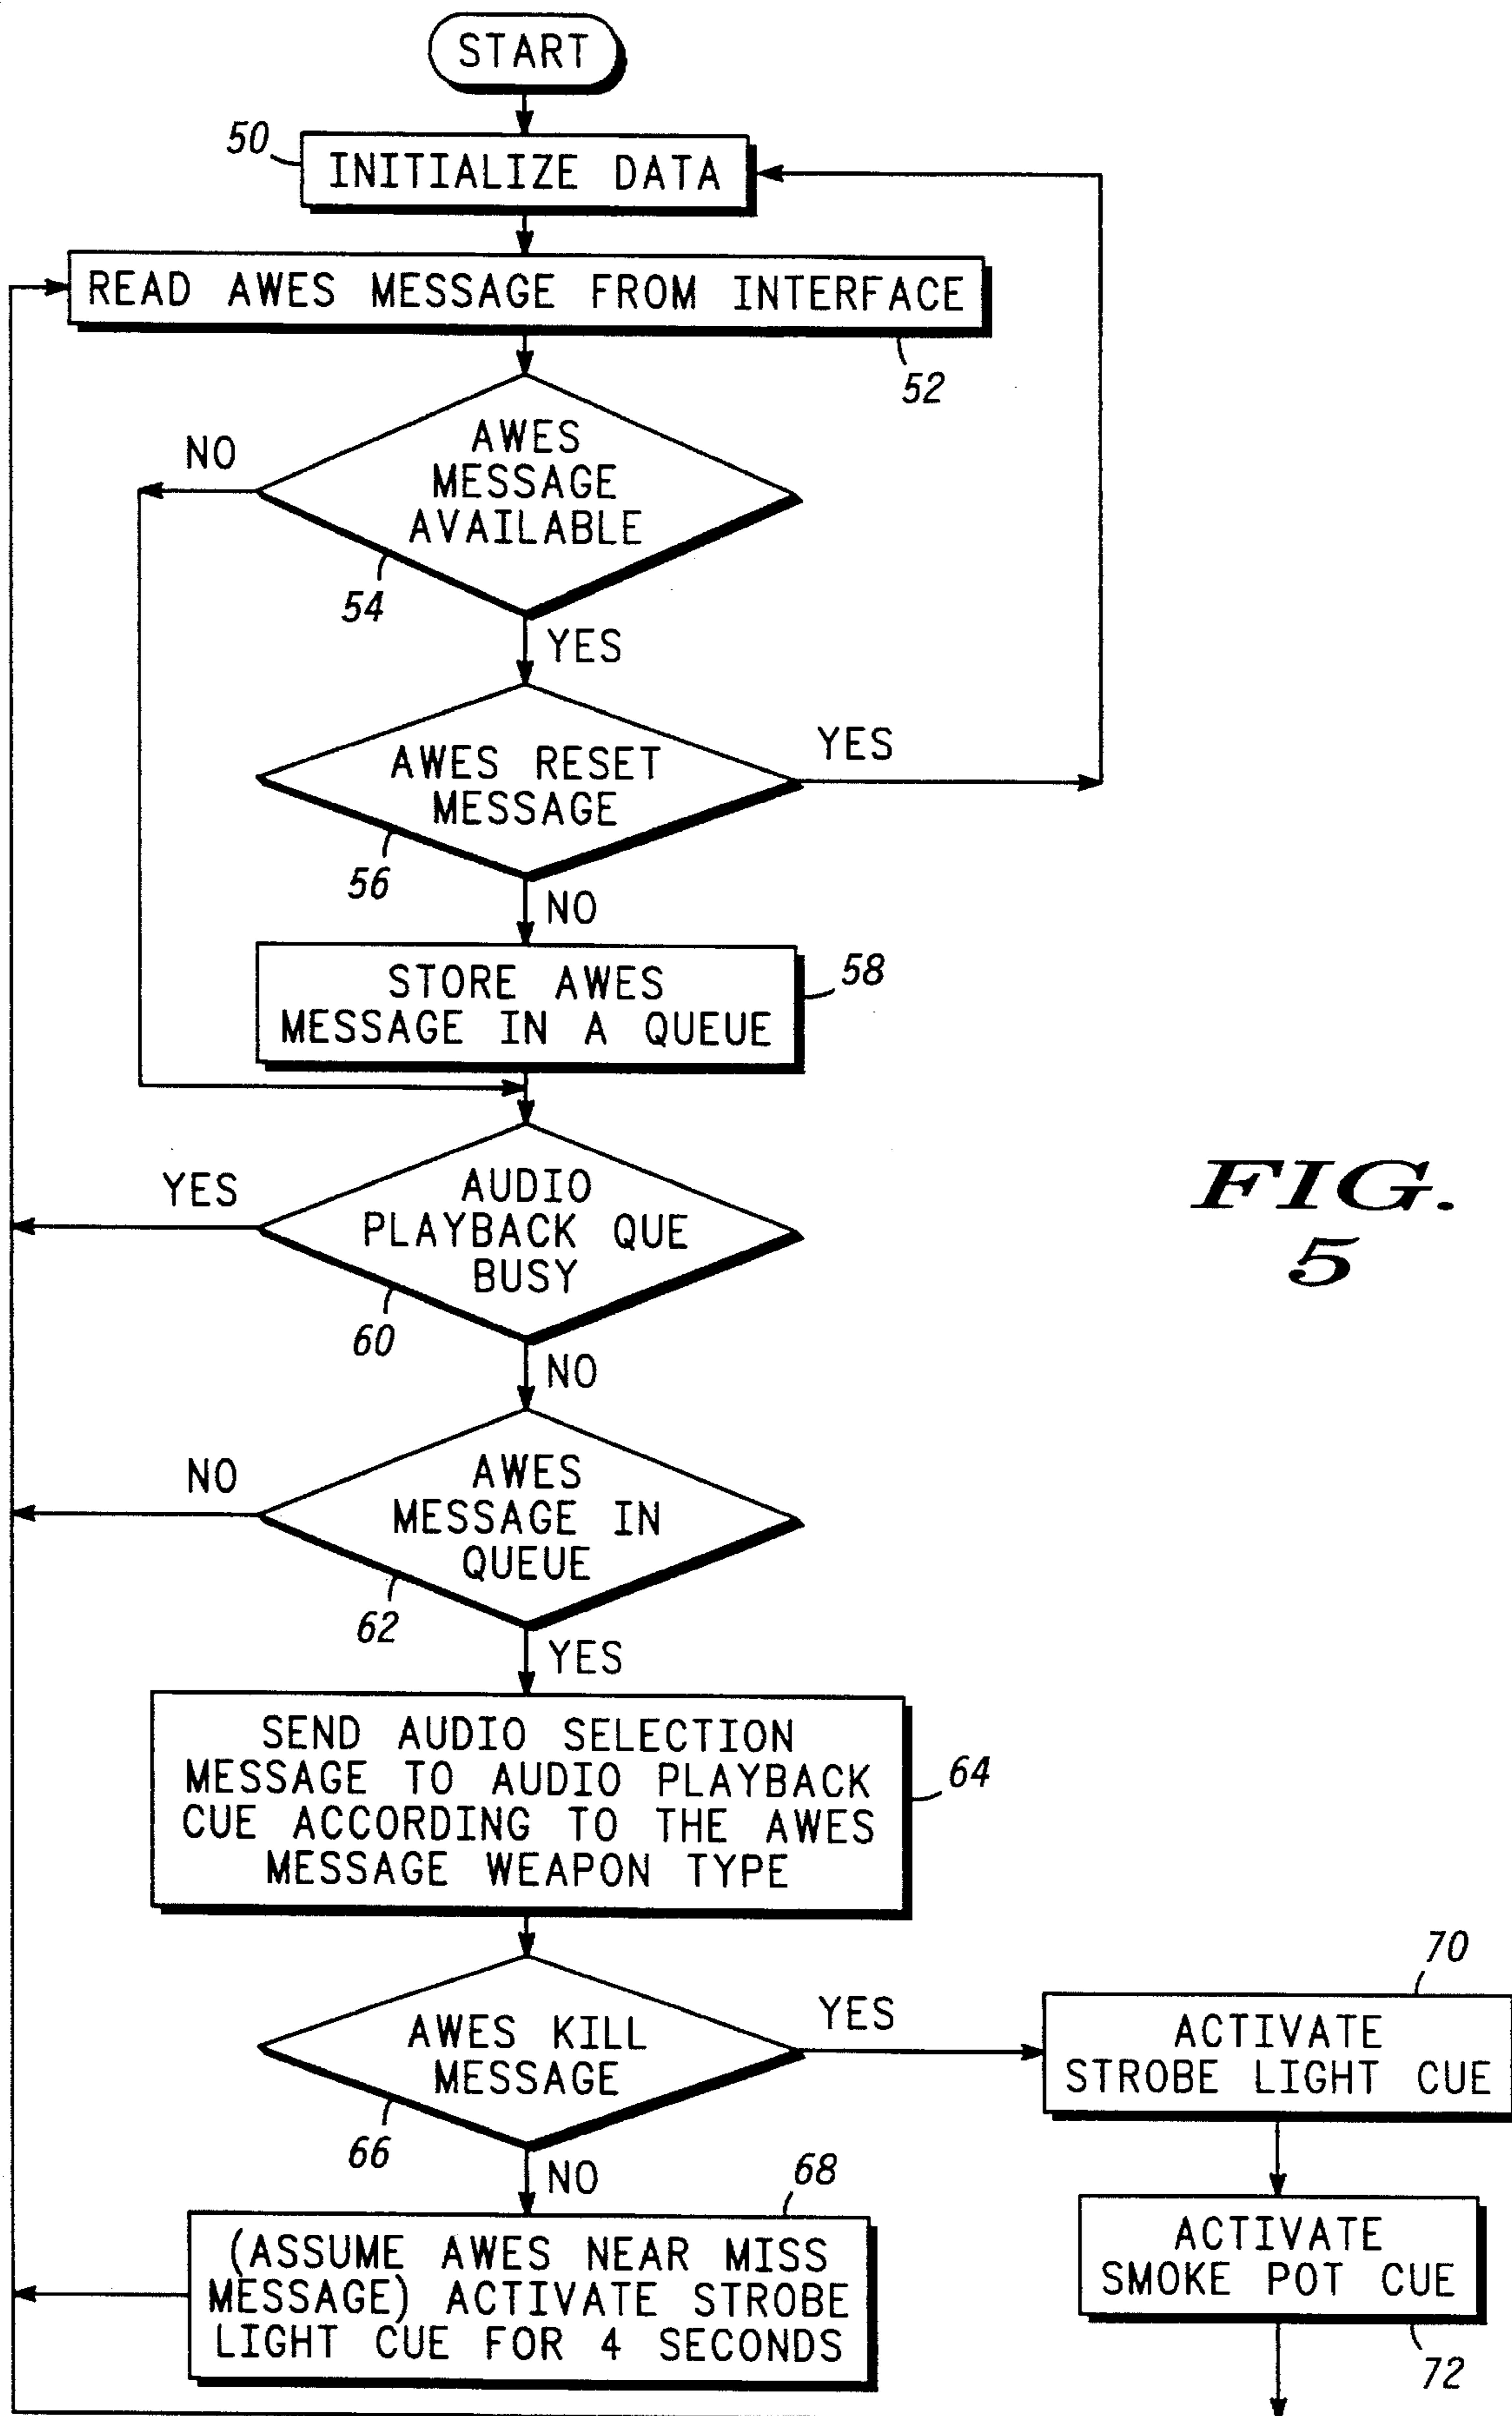 START
50
INITIALIZE DATA
READ AWES MESSAGE FROM INTERFACE
52
NO
AWES
MESSAGE
AVAILABLE
54
YES
AWES RESET
MESSAGE
YES
56
NO
STORE AWES
MESSAGE IN A QUEUE
58
YES
AUDIO
PLAYBACK QUE
BUSY
60
NO
FIG.
5
NO
AWES
MESSAGE IN
QUEUE
62
YES
SEND AUDIO SELECTION
MESSAGE TO AUDIO PLAYBACK
CUE ACCORDING TO THE AWES
MESSAGE WEAPON TYPE
64
AWES KILL
MESSAGE
YES
66
NO
70
ACTIVATE
STROBE LIGHT CUE
68
(ASSUME AWES NEAR MISS
MESSAGE) ACTIVATE STROBE
LIGHT CUE FOR 4 SECONDS
ACTIVATE
SMOKE POT CUE
72